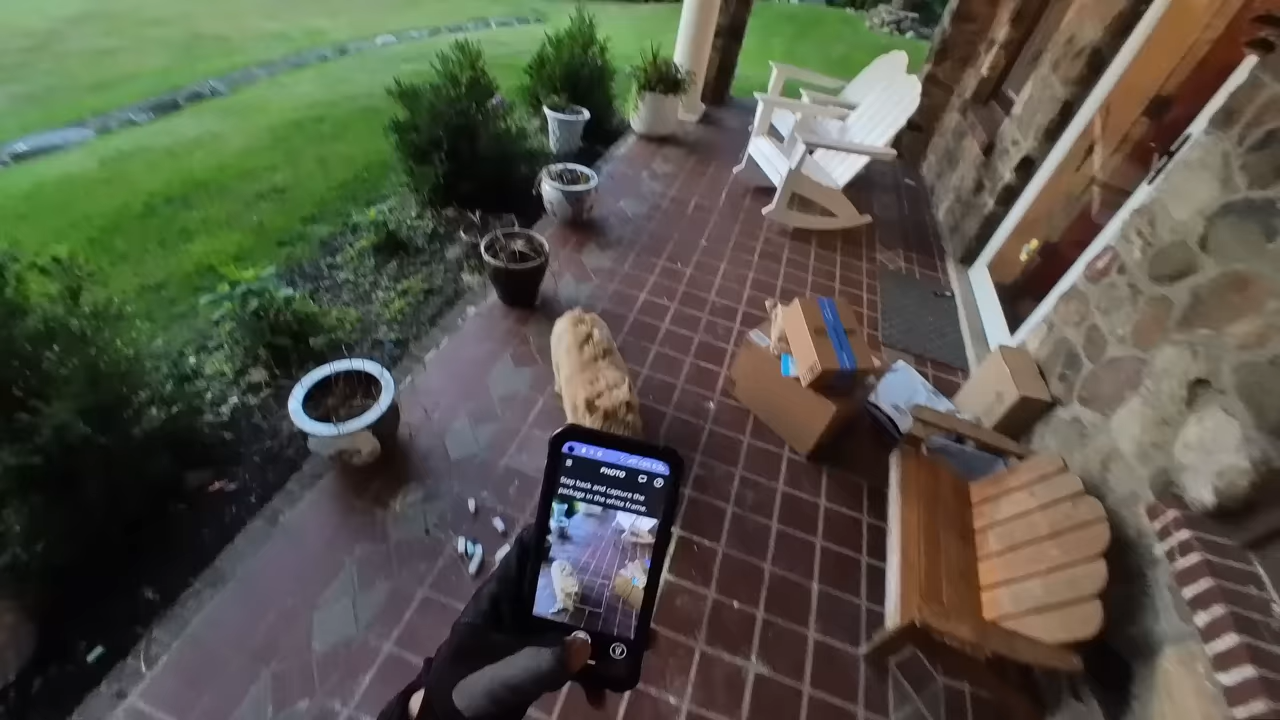 PHOTO
Step back and capture the
package in the white frame.